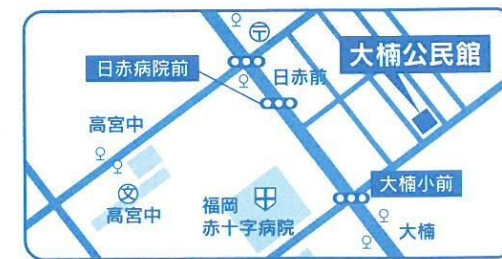 日赤病院前
日赤前
大楠公民館
高宮中
高宮中
福岡
赤十字病院
大楠小前
大楠